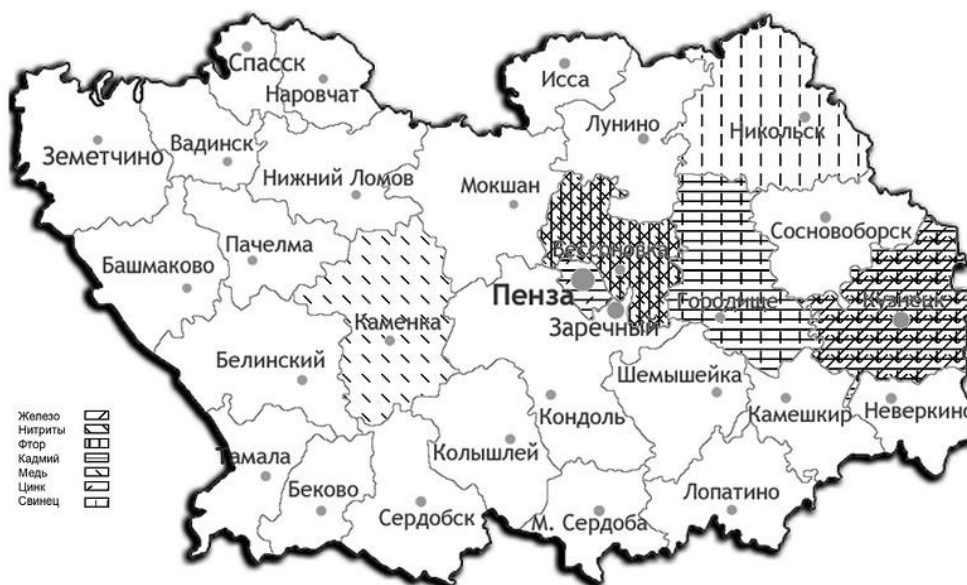 Спасск
Наровчат
Исса
Лунино
Никольск
Земетчино
Вадинск
Нижний Ломов
Мокшан
Сосновоборск
Башмаково
Пачелма
Бессоновка
Пенза
Заречный
Городище
Кузнецк
Каменка
Белинский
Шемышейка
Кондоль
Камешкир
Неверкино
Колышлей
Тамала
Беково
Сердобск
М. Сердоба
Лопатино
Железо
Нитриты
Фтор
Кадмий
Медь
Цинк
Свинец